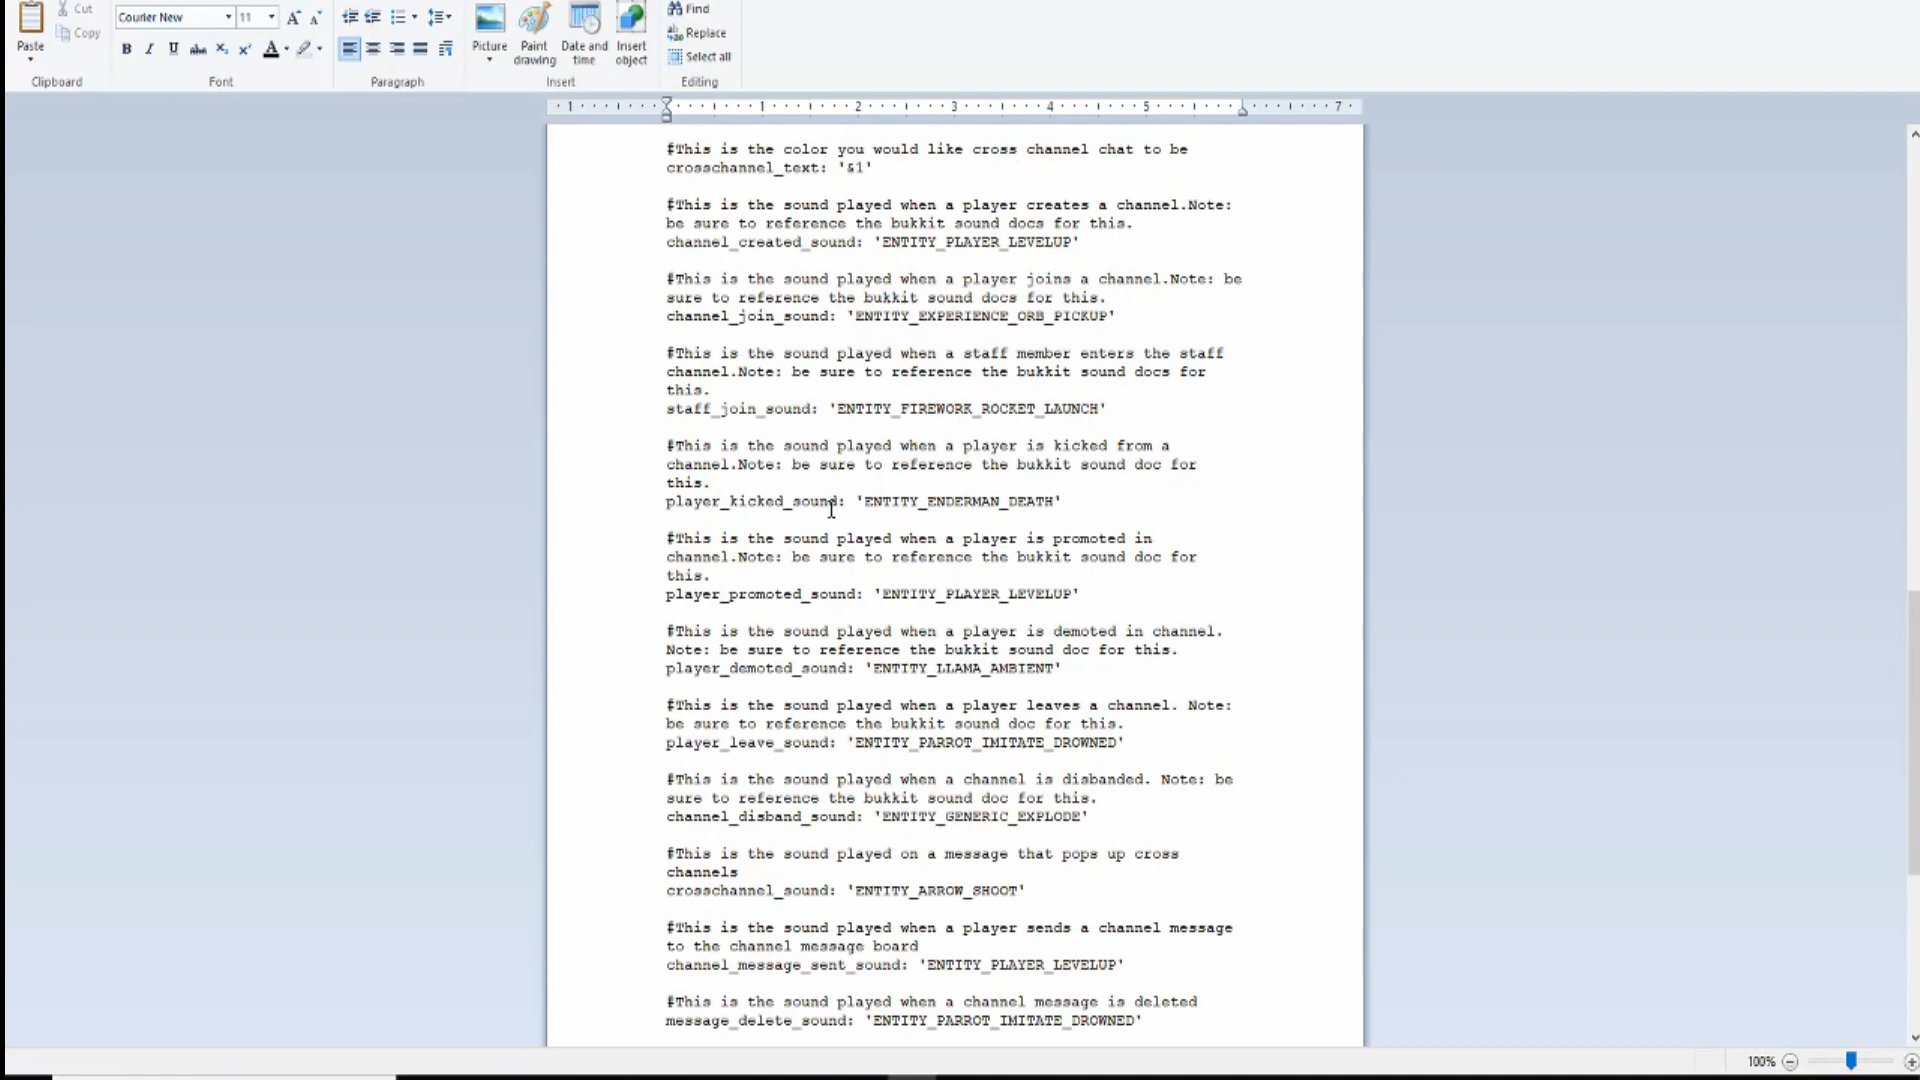 Cut
Courier New
11
Find
Copy
Replace
Paste
B I U abc X₂ X² A
Picture
Paint drawing
Date and time
Insert object
Select all
Clipboard
Font
Paragraph
Insert
Editing
1 1 2 3 4 5 7
#This is the color you would like cross channel chat to be
crosschannel_text: '&1'
#This is the sound played when a player creates a channel.Note:
be sure to reference the bukkit sound docs for this.
channel_created_sound: 'ENTITY_PLAYER_LEVELUP'
#This is the sound played when a player joins a channel.Note: be
sure to reference the bukkit sound docs for this.
channel_join_sound: 'ENTITY_EXPERIENCE_ORB_PICKUP'
#This is the sound played when a staff member enters the staff
channel.Note: be sure to reference the bukkit sound docs for
this.
staff_join_sound: 'ENTITY_FIREWORK_ROCKET_LAUNCH'
#This is the sound played when a player is kicked from a
channel.Note: be sure to reference the bukkit sound doc for
this.
player_kicked_sound: 'ENTITY_ENDERMAN_DEATH'
#This is the sound played when a player is promoted in
channel.Note: be sure to reference the bukkit sound doc for
this.
player_promoted_sound: 'ENTITY_PLAYER_LEVELUP'
#This is the sound played when a player is demoted in channel.
Note: be sure to reference the bukkit sound doc for this.
player_demoted_sound: 'ENTITY_LLAMA_AMBIENT'
#This is the sound played when a player leaves a channel. Note:
be sure to reference the bukkit sound doc for this.
player_leave_sound: 'ENTITY_PARROT_IMITATE_DROWNED'
#This is the sound played when a channel is disbanded. Note: be
sure to reference the bukkit sound doc for this.
channel_disband_sound: 'ENTITY_GENERIC_EXPLODE'
#This is the sound played on a message that pops up cross
channels
crosschannel_sound: 'ENTITY_ARROW_SHOOT'
#This is the sound played when a player sends a channel message
to the channel message board
channel_message_sent_sound: 'ENTITY_PLAYER_LEVELUP'
#This is the sound played when a channel message is deleted
message_delete_sound: 'ENTITY_PARROT_IMITATE_DROWNED'
100%